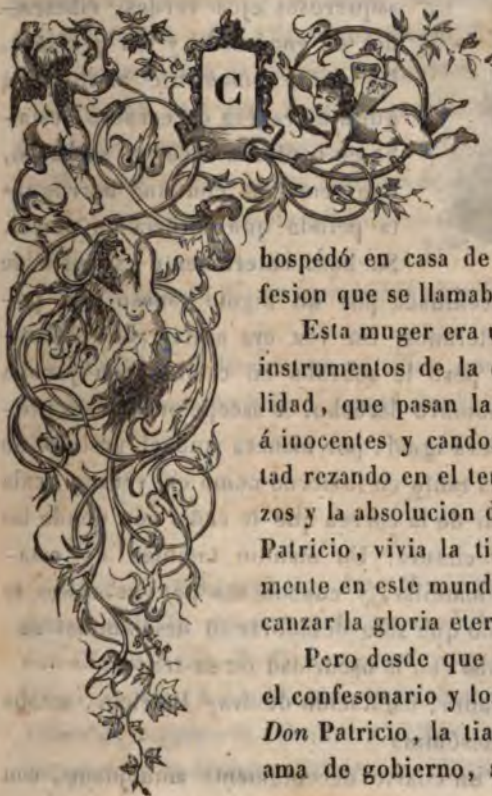 C
hospedó en casa de
fesion que se llamab
Esta muger era u
instrumentos de la
lidad, que pasan la
á inocentes y cando
tad rezando en el te
zos y la absolucion
Patricio, vivia la ti
mente en este mund
canzar la gloria eter
Pero desde que
el confesonario y lo
Don Patricio, la tia
ama de gobierno, a